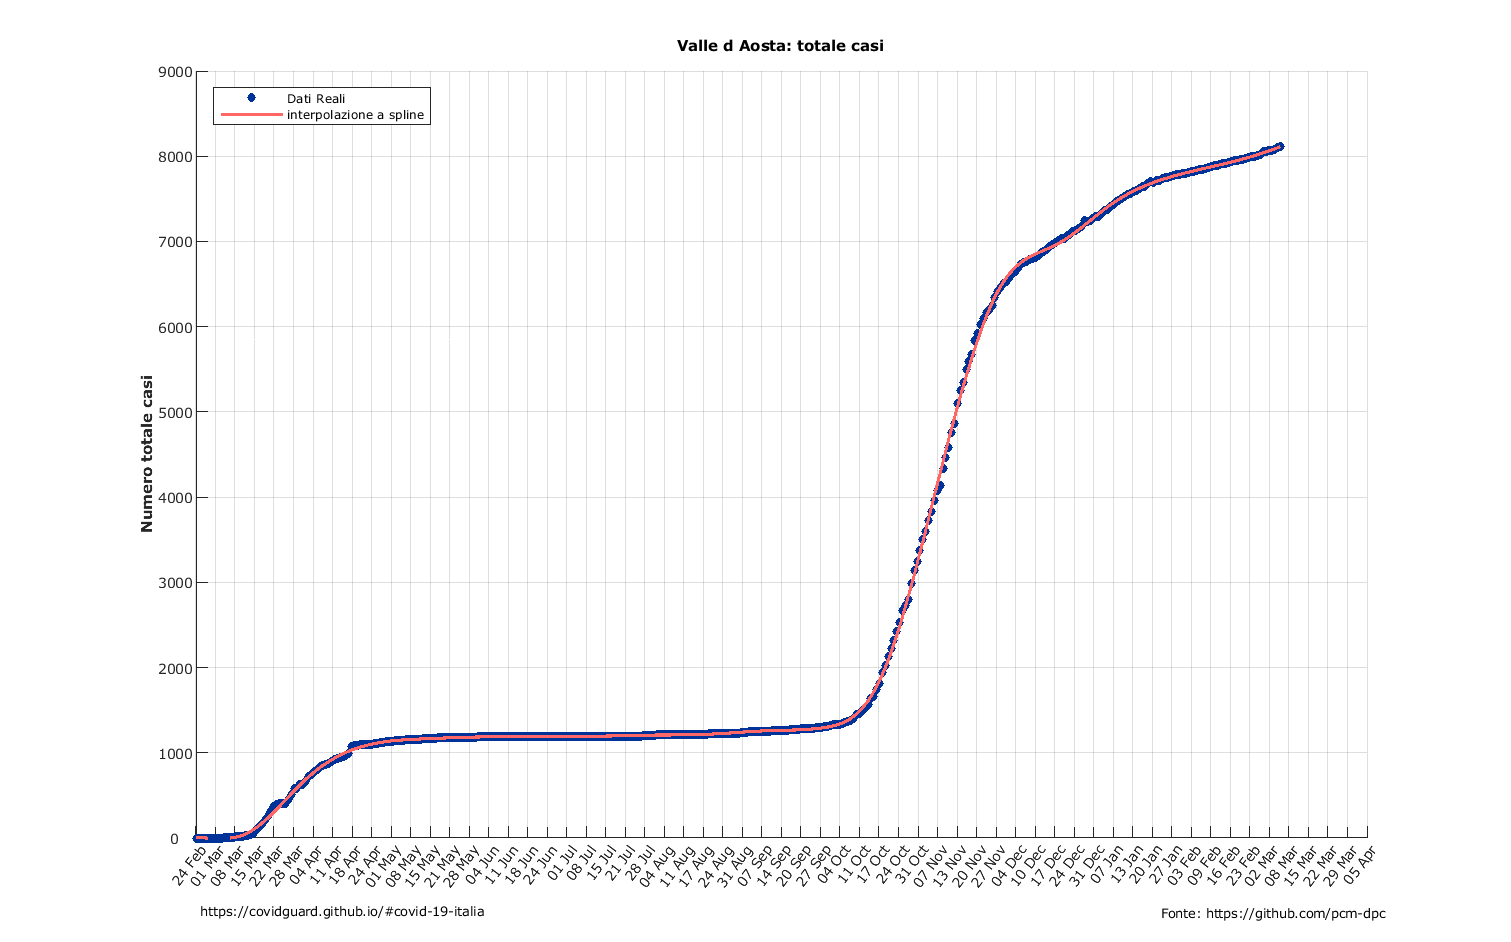 Valle d Aosta: totale casi
Dati Reali
interpolazione a spline
Numero totale casi
9000
8000
7000
6000
5000
4000
3000
2000
1000
0
24 Feb
01 Mar
08 Mar
15 Mar
22 Mar
28 Mar
04 Apr
11 Apr
18 Apr
24 Apr
01 May
08 May
15 May
21 May
28 May
04 Jun
11 Jun
18 Jun
24 Jun
01 Jul
08 Jul
15 Jul
21 Jul
28 Jul
04 Aug
11 Aug
17 Aug
24 Aug
31 Aug
07 Sep
14 Sep
20 Sep
27 Sep
04 Oct
11 Oct
17 Oct
24 Oct
31 Oct
07 Nov
13 Nov
20 Nov
27 Nov
04 Dec
10 Dec
17 Dec
24 Dec
31 Dec
07 Jan
13 Jan
20 Jan
27 Jan
03 Feb
09 Feb
16 Feb
23 Feb
02 Mar
08 Mar
15 Mar
22 Mar
29 Mar
05 Apr
https://covidguard.github.io/#covid-19-italia
Fonte: https://github.com/pcm-dpc